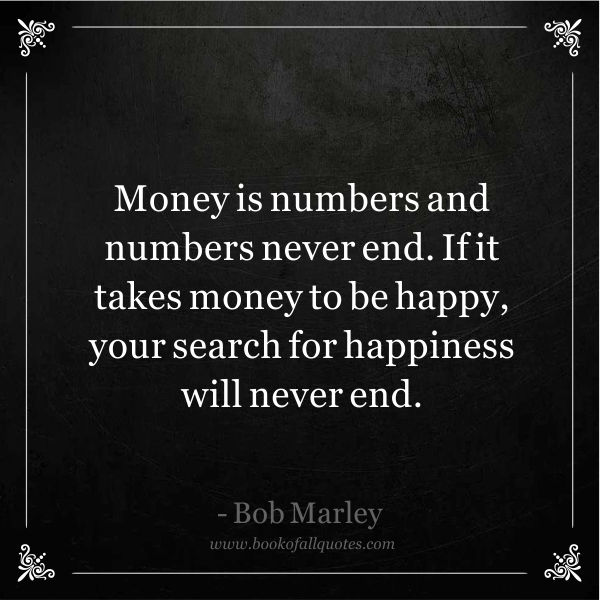 Money is numbers and
numbers never end. If it
takes money to be happy,
your search for happiness
will never end.
- Bob Marley
www.bookofallquotes.com